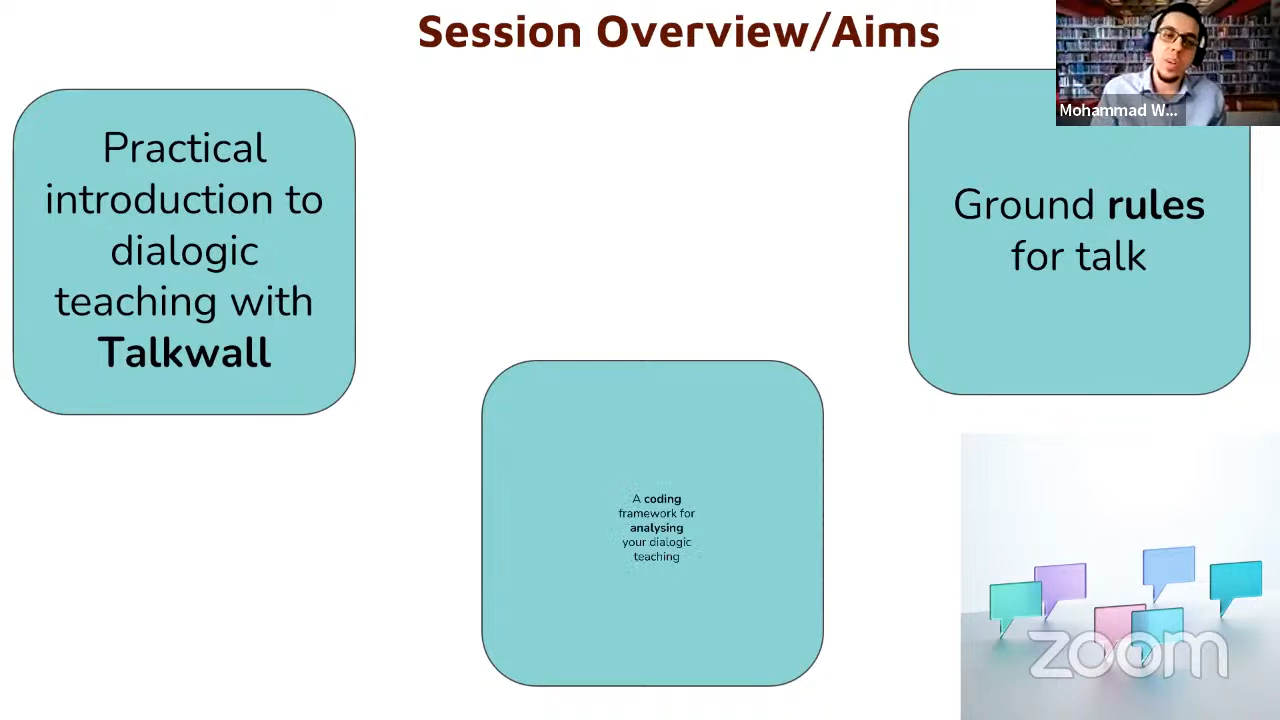 Session Overview/Aims
Mohammad W...
Practical
introduction to
dialogic
teaching with
Talkwall
Ground rules
for talk
A coding
framework for
analysing
your dialogic
teaching
zoom